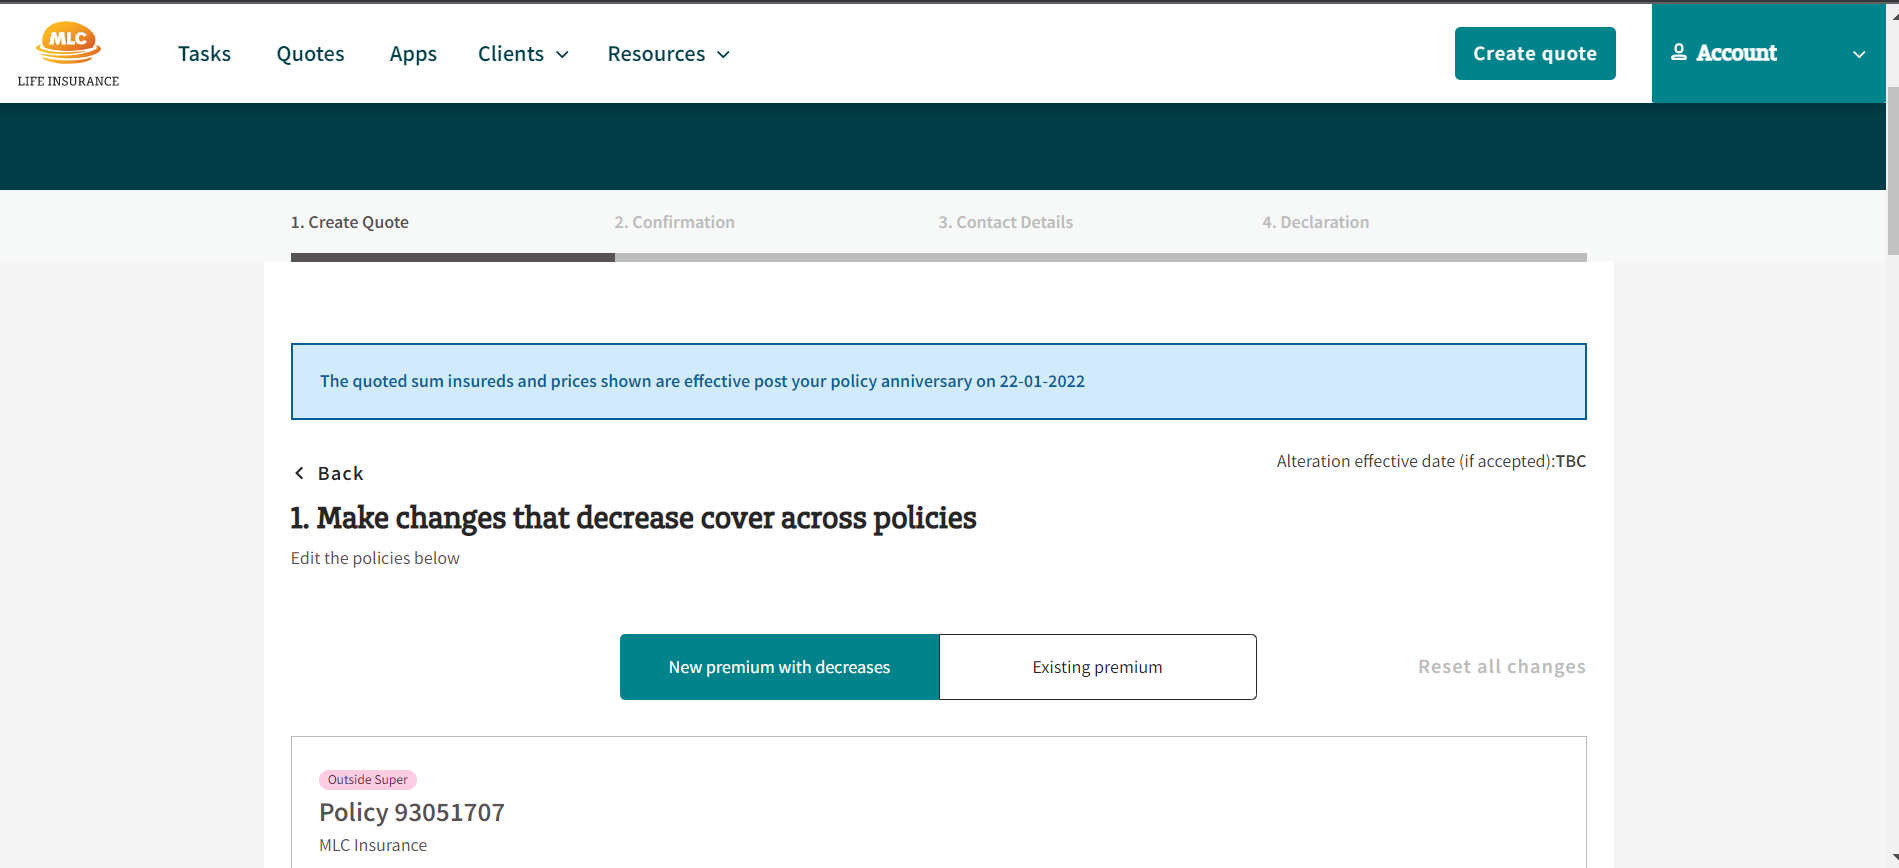 MLC
LIFE INSURANCE
Tasks
Quotes
Apps
Clients
Resources
Create quote
Account
1. Create Quote
2. Confirmation
3. Contact Details
4. Declaration
The quoted sum insureds and prices shown are effective post your policy anniversary on 22-01-2022
Back
Alteration effective date (if accepted):TBC
1. Make changes that decrease cover across policies
Edit the policies below
New premium with decreases
Existing premium
Reset all changes
Outside Super
Policy 93051707
MLC Insurance